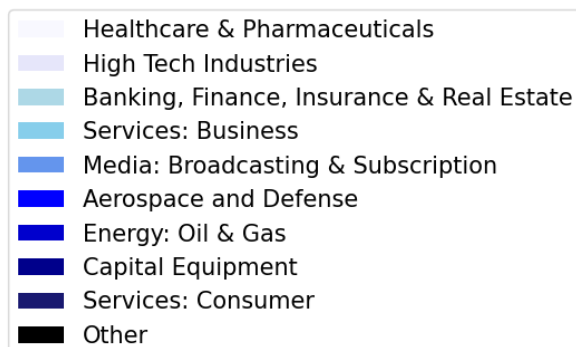 Healthcare & Pharmaceuticals
High Tech Industries
Banking, Finance, Insurance & Real Estate
Services: Business
Media: Broadcasting & Subscription
Aerospace and Defense
Energy: Oil & Gas
Capital Equipment
Services: Consumer
Other